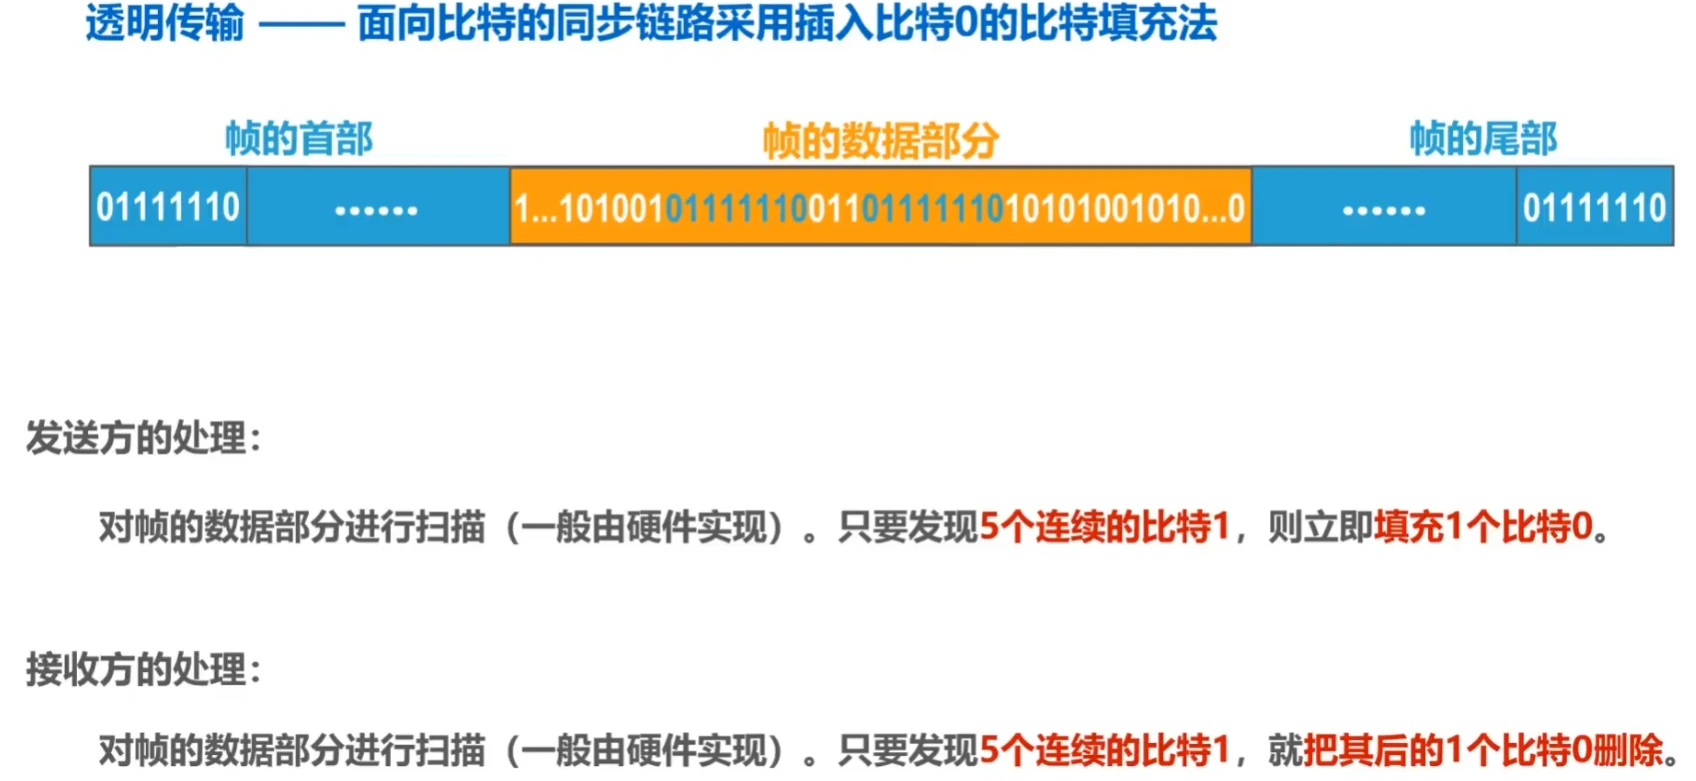 透明传输 —— 面向比特的同步链路采用插入比特0的比特填充法
帧的首部 帧的数据部分 帧的尾部
01111110 ...... 1...101001011111100110111111010101001010...0 ...... 01111110
发送方的处理：
对帧的数据部分进行扫描（一般由硬件实现）。只要发现5个连续的比特1，则立即填充1个比特0。
接收方的处理：
对帧的数据部分进行扫描（一般由硬件实现）。只要发现5个连续的比特1，就把其后的1个比特0删除。